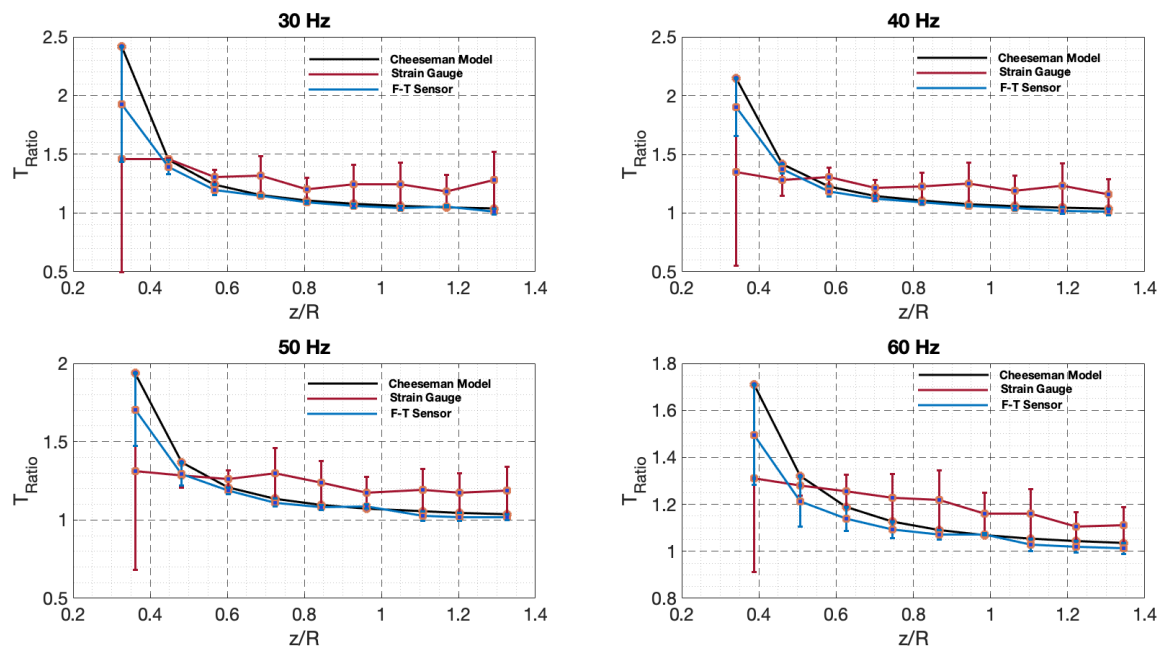 30 Hz
2.5
2
1.5
1
0.5
T_Ratio
Cheeseman Model
Strain Gauge
F-T Sensor
0.2 0.4 0.6 0.8 1 1.2 1.4
z/R
40 Hz
2.5
2
1.5
1
0.5
T_Ratio
Cheeseman Model
Strain Gauge
F-T Sensor
0.2 0.4 0.6 0.8 1 1.2 1.4
z/R
50 Hz
2
1.5
1
0.5
T_Ratio
Cheeseman Model
Strain Gauge
F-T Sensor
0.2 0.4 0.6 0.8 1 1.2 1.4
z/R
60 Hz
1.8
1.6
1.4
1.2
1
0.8
T_Ratio
Cheeseman Model
Strain Gauge
F-T Sensor
0.2 0.4 0.6 0.8 1 1.2 1.4
z/R